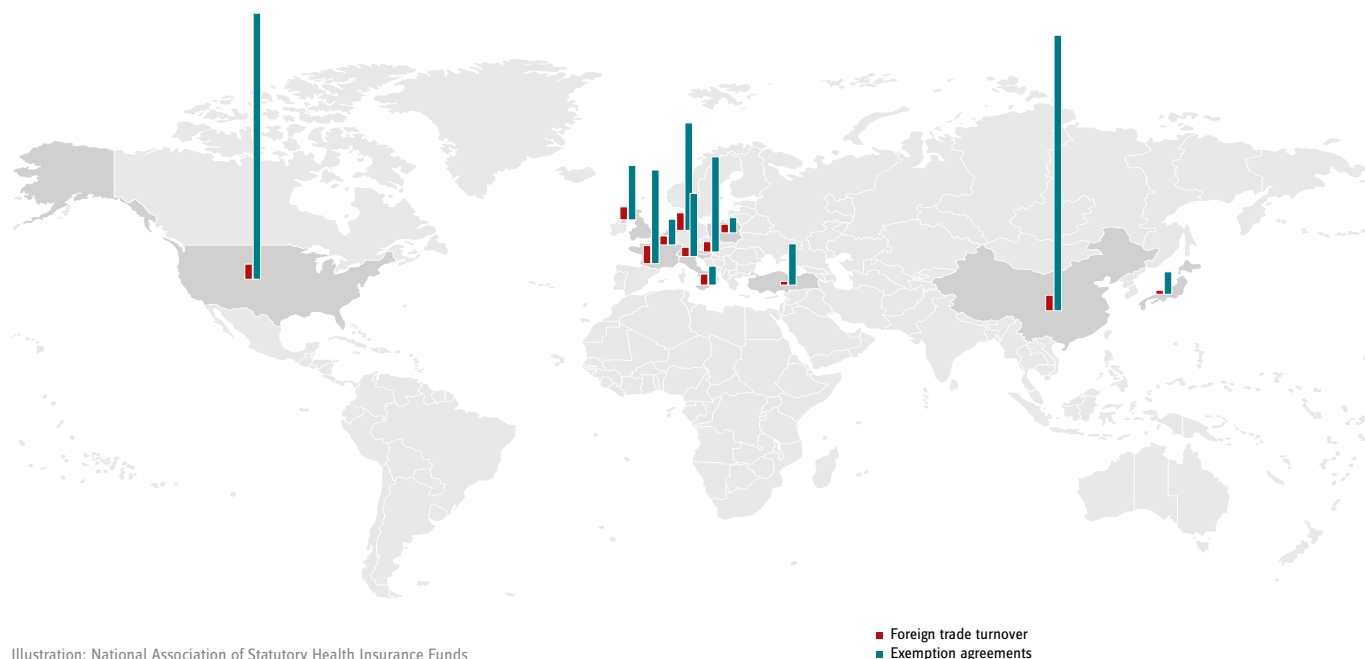 Foreign trade turnover
Exemption agreements
Illustration: National Association of Statutory Health Insurance Funds